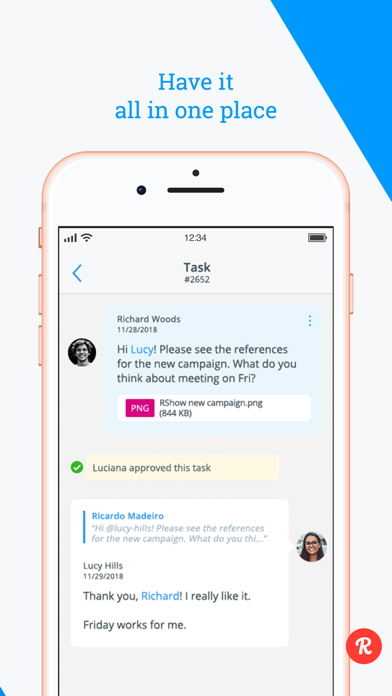 Have it
all in one place
12:34
Task
#2652
Richard Woods
11/28/2018
Hi Lucy! Please see the references
for the new campaign. What do you
think about meeting on Fri?
PNG
RShow new campaign.png
(844 KB)
Luciana approved this task
Ricardo Madeiro
“Hi @lucy-hills! Please see the references
for the new campaign. What do you thi...”
Lucy Hills
11/29/2018
Thank you, Richard! I really like it.
Friday works for me.
R